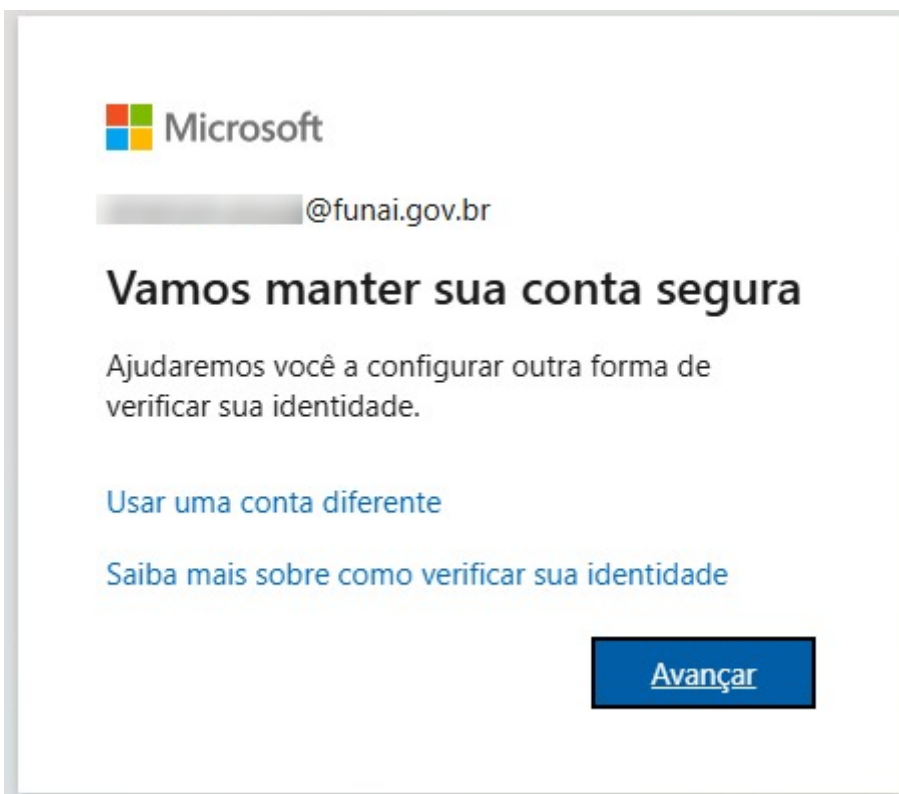 Microsoft
@funai.gov.br
Vamos manter sua conta segura
Ajudaremos você a configurar outra forma de
verificar sua identidade.
Usar uma conta diferente
Saiba mais sobre como verificar sua identidade
Avançar